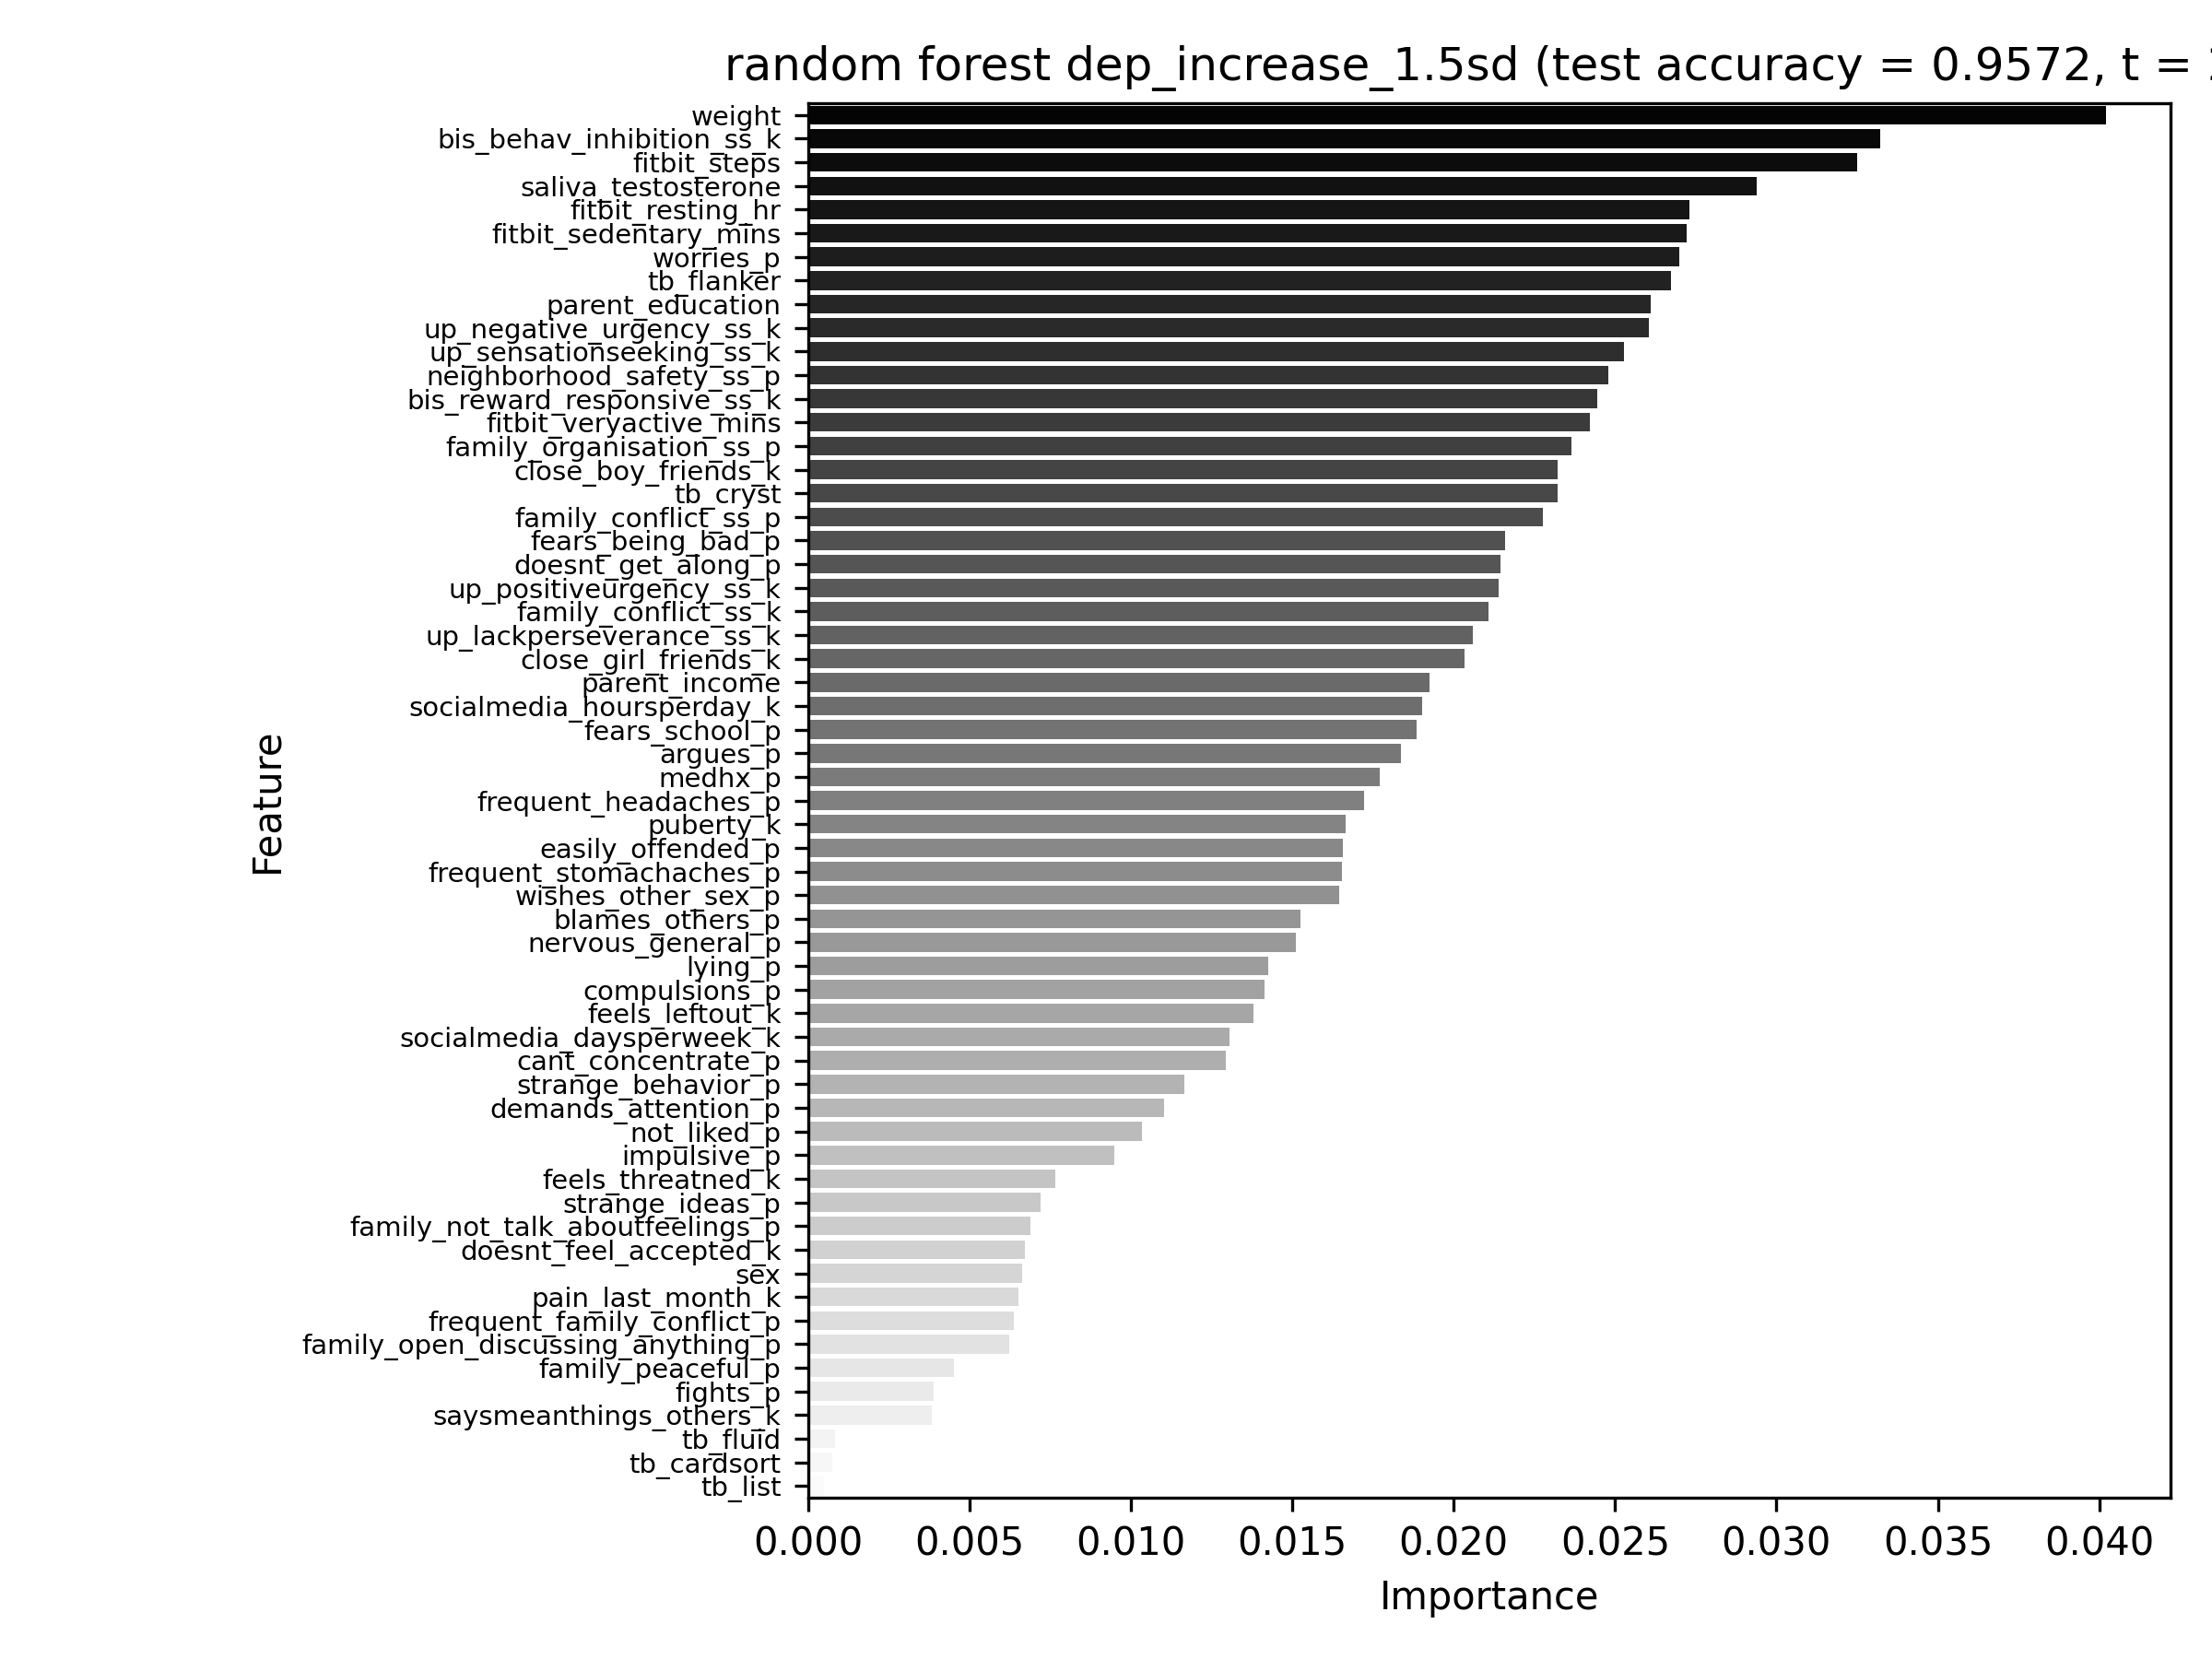 random forest dep_increase_1.5sd (test accuracy = 0.9572, t =
weight
bis_behav_inhibition_ss_k
fitbit_steps
saliva_testosterone
fitbit_resting_hr
fitbit_sedentary_mins
worries_p
tb_flanker
parent_education
up_negative_urgency_ss_k
up_sensationseeking_ss_k
neighborhood_safety_ss_p
bis_reward_responsive_ss_k
fitbit_veryactive_mins
family_organisation_ss_p
close_boy_friends_k
tb_cryst
family_conflict_ss_p
fears_being_bad_p
doesnt_get_along_p
up_positiveurgency_ss_k
family_conflict_ss_k
up_lackperseverance_ss_k
close_girl_friends_k
parent_income
socialmedia_hoursperday_k
fears_school_p
argues_p
medhx_p
frequent_headaches_p
puberty_k
easily_offended_p
frequent_stomachaches_p
wishes_other_sex_p
blames_others_p
nervous_general_p
lying_p
compulsions_p
feels_leftout_k
socialmedia_daysperweek_k
cant_concentrate_p
strange_behavior_p
demands_attention_p
not_liked_p
impulsive_p
feels_threatned_k
strange_ideas_p
family_not_talk_aboutfeelings_p
doesnt_feel_accepted_k
sex
pain_last_month_k
frequent_family_conflict_p
family_open_discussing_anything_p
family_peaceful_p
fights_p
saysmeanthings_others_k
tb_fluid
tb_cardsort
tb_list
Feature
0.000 0.005 0.010 0.015 0.020 0.025 0.030 0.035 0.040
Importance